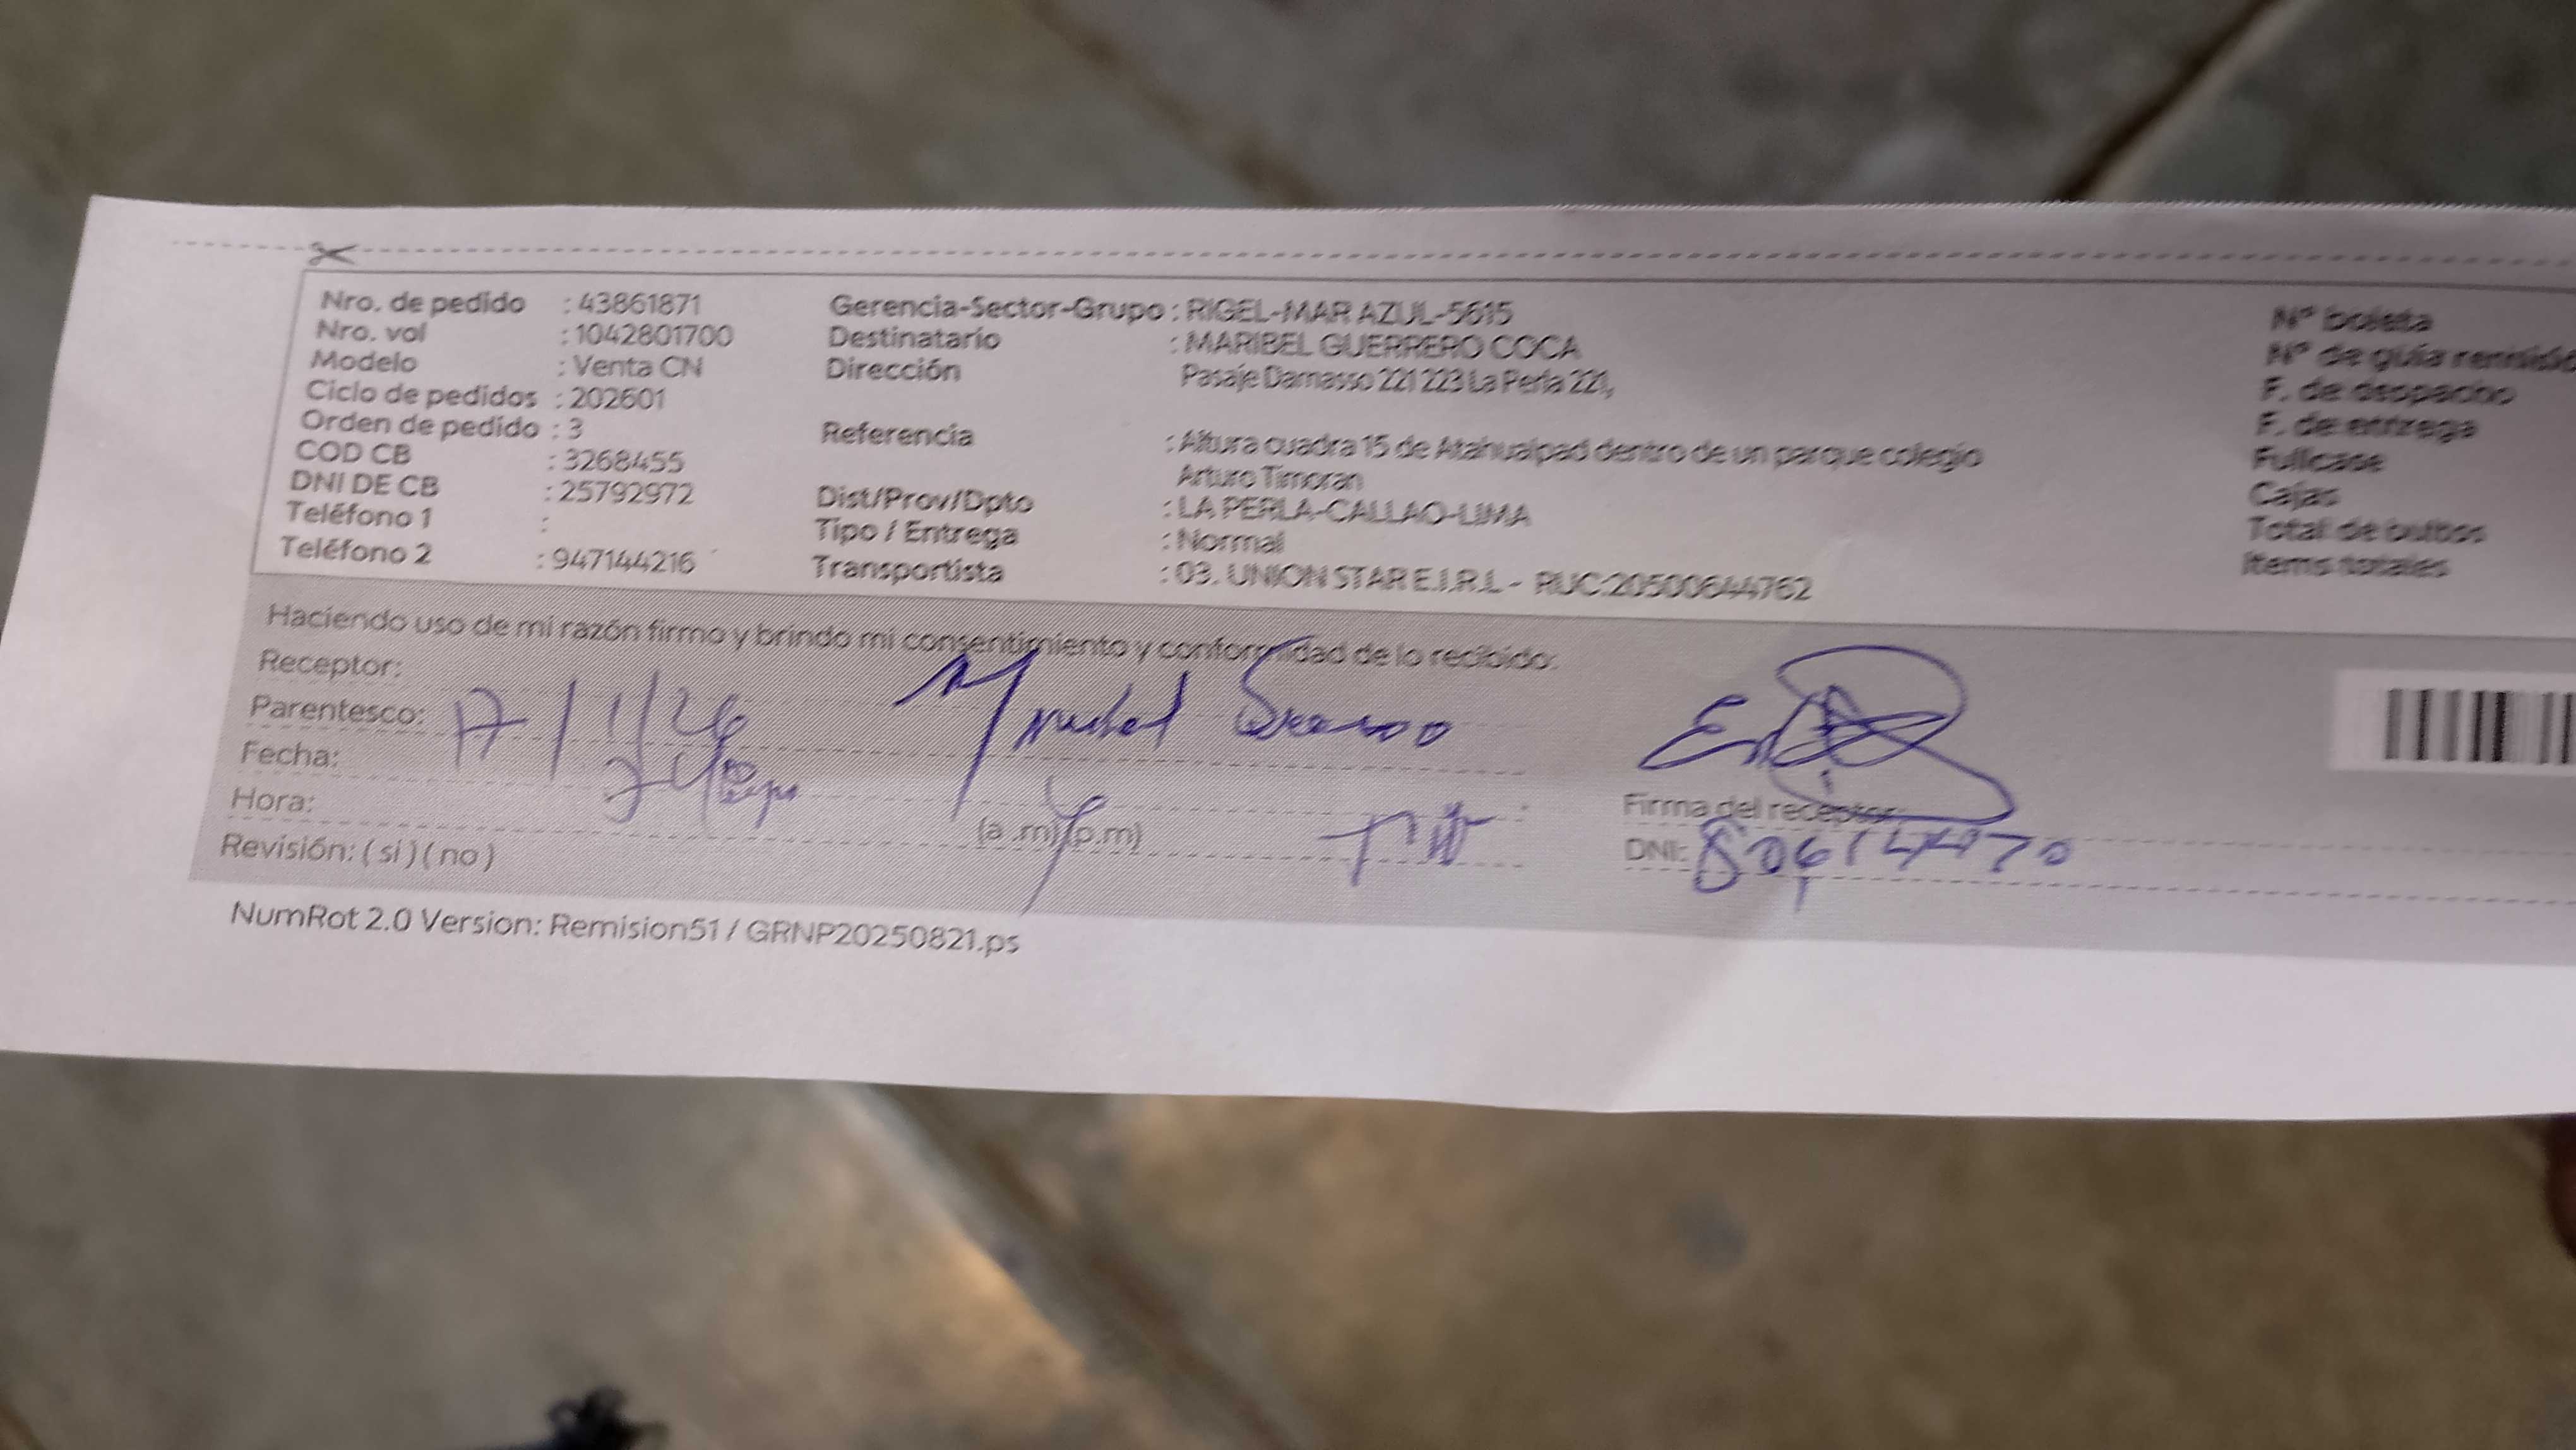 Nro. de pedido : 43861871
Nro. vol : 1042801700
Modelo : Venta CN
Ciclo de pedidos : 202601
Orden de pedido : 3
COD CB : 3268455
DNI DE CB : 25792972
Teléfono 1 :
Teléfono 2 : 947144216
Gerencia-Sector-Grupo : RIGEL-MAR AZUL-5615
Destinatario : MARIBEL GUERRERO COCA
Dirección Pasaje Damasso 221 223 La Perla 221,
Referencia : Altura cuadra 15 de Atahualpad dentro de un parque colegio
Arturo Timoran
Dist/Prov/Dpto : LA PERLA-CALLAO-LIMA
Tipo / Entrega : Normal
Transportista : 03. UNION STAR E.I.R.L - RUC:20500644762
N° boleta
N° de guia remisió
F. de despacho
F. de entrega
Fullcase
Cajas
Total de bultos
Items totales
Haciendo uso de mi razón firmo y brindo mi consentimiento y conformidad de lo recibido:
Receptor:
Parentesco: 17/1/26
Fecha:
Hora: (a .m) (p.m)
Revisión: ( si ) ( no )
Firma del receptor:
DNI:
NumRot 2.0 Version: Remision51 / GRNP20250821.ps